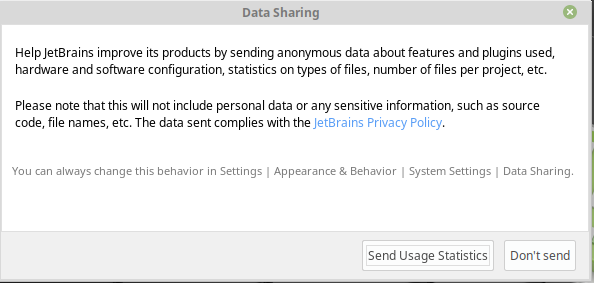 Data Sharing
Help JetBrains improve its products by sending anonymous data about features and plugins used,
hardware and software configuration, statistics on types of files, number of files per project, etc.
Please note that this will not include personal data or any sensitive information, such as source
code, file names, etc. The data sent complies with the JetBrains Privacy Policy.
You can always change this behavior in Settings | Appearance & Behavior | System Settings | Data Sharing.
Send Usage Statistics
Don't send